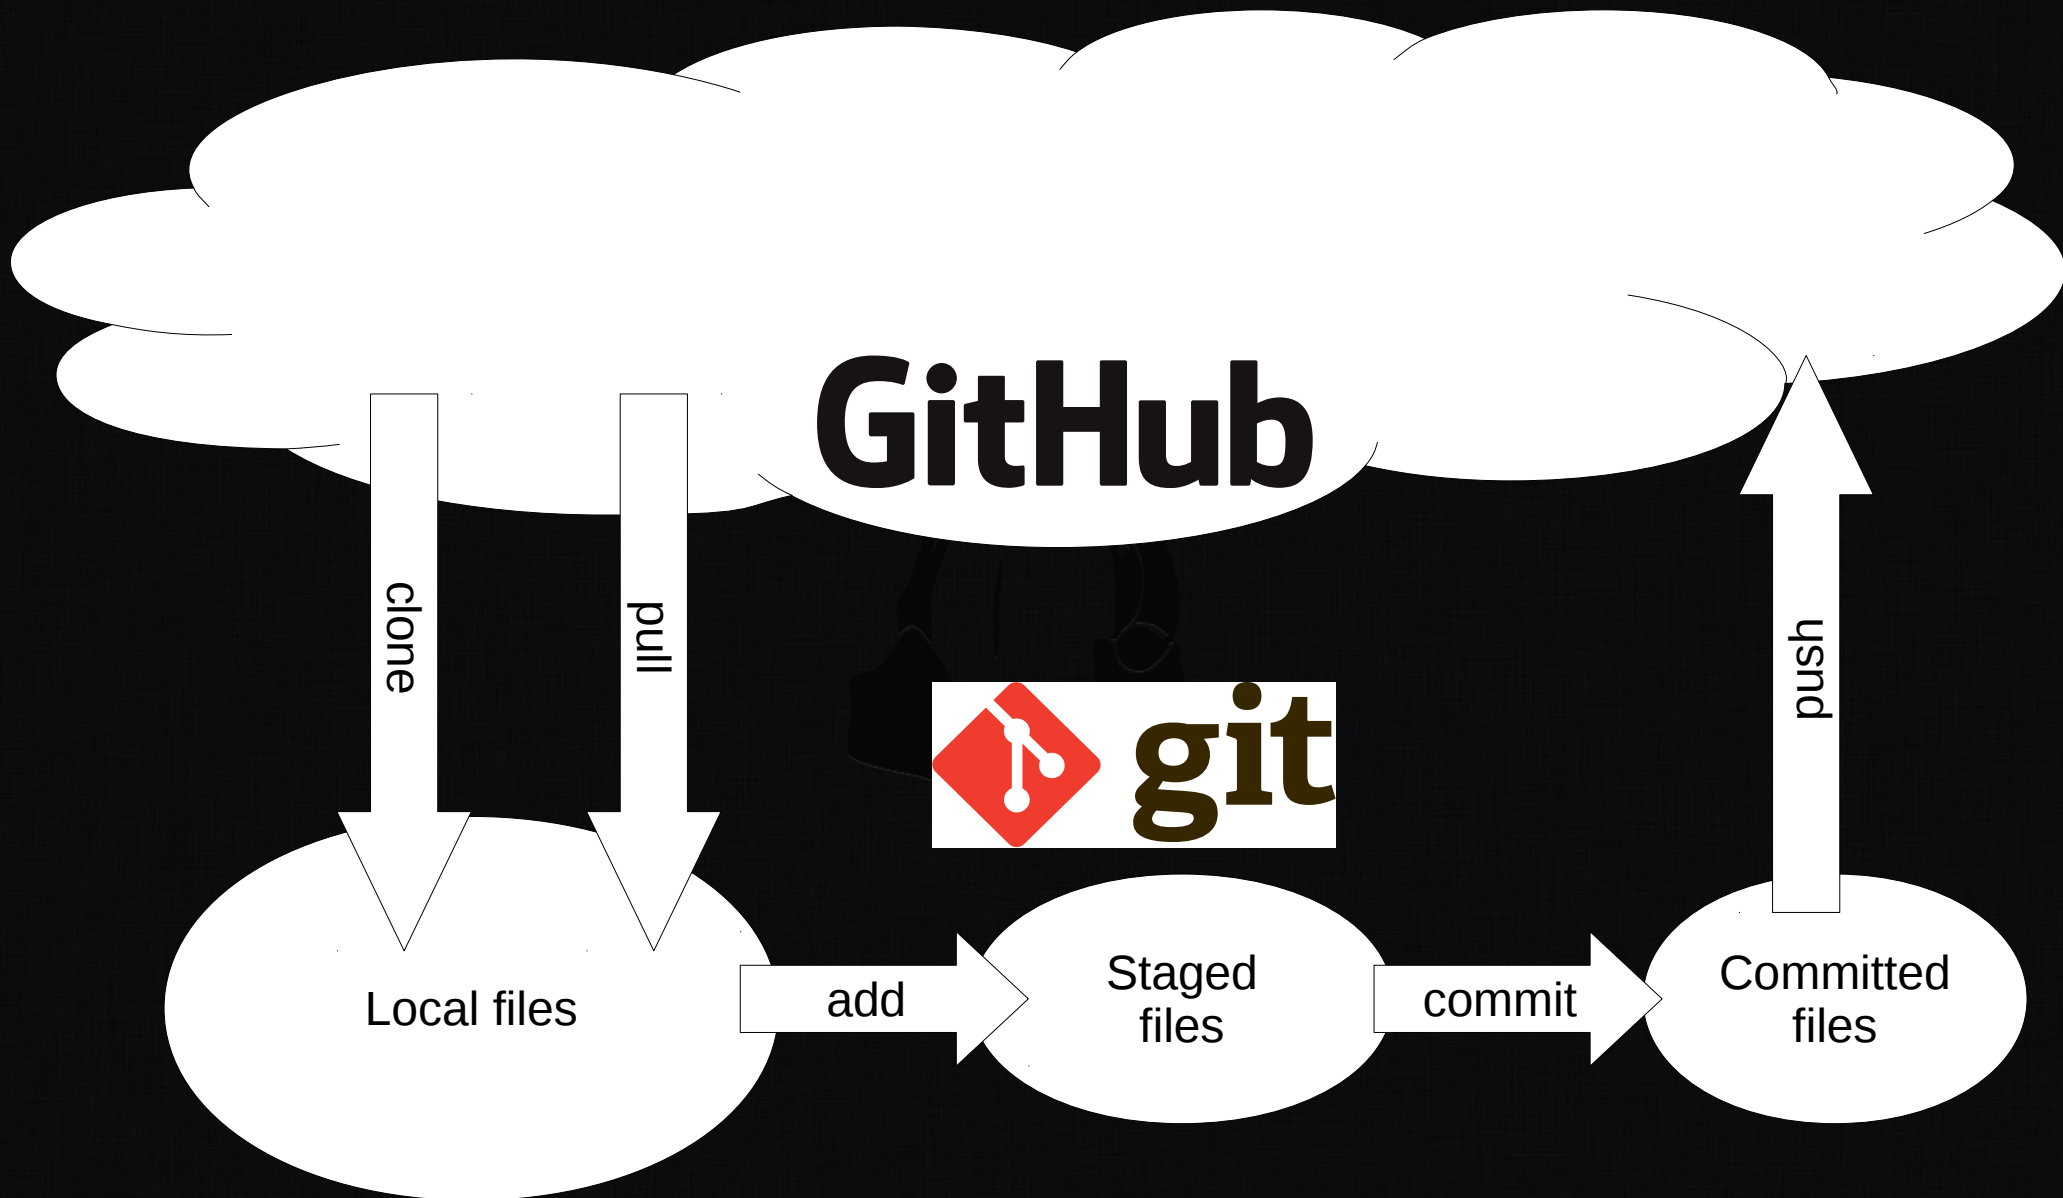 GitHub
clone
pull
push
git
Local files
add
Staged
files
commit
Committed
files